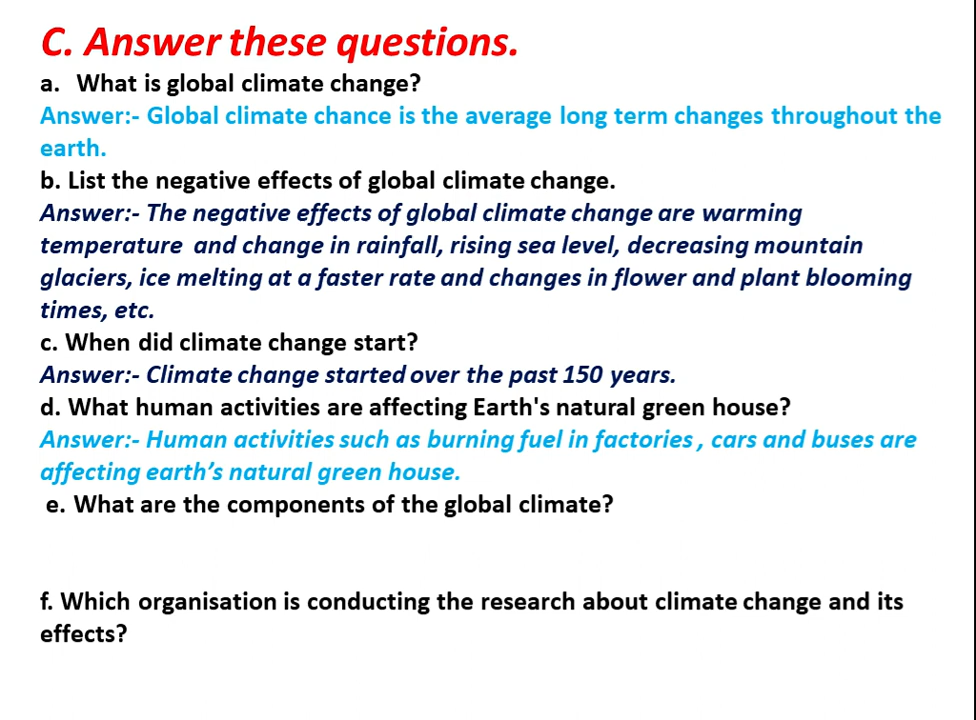 C. Answer these questions.
a. What is global climate change?
Answer:- Global climate chance is the average long term changes throughout the
earth.
b. List the negative effects of global climate change.
Answer:- The negative effects of global climate change are warming
temperature and change in rainfall, rising sea level, decreasing mountain
glaciers, ice melting at a faster rate and changes in flower and plant blooming
times, etc.
c. When did climate change start?
Answer:- Climate change started over the past 150 years.
d. What human activities are affecting Earth's natural green house?
Answer:- Human activities such as burning fuel in factories , cars and buses are
affecting earth’s natural green house.
e. What are the components of the global climate?
f. Which organisation is conducting the research about climate change and its
effects?